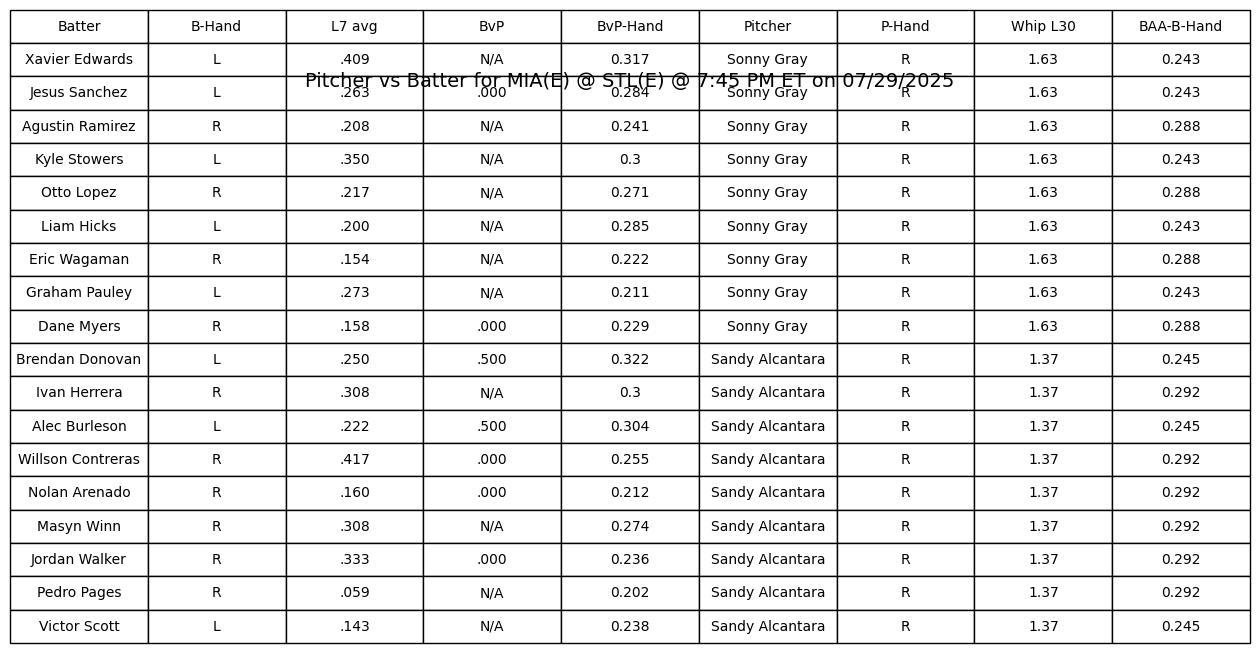 Batter B-Hand L7 avg BvP BvP-Hand Pitcher P-Hand Whip L30 BAA-B-Hand
Xavier Edwards L .409 N/A 0.317 Sonny Gray R 1.63 0.243
Pitcher vs Batter for MIA(E) @ STL(E) @ 7:45 PM ET on 07/29/2025
Jesus Sanchez L .263 .000 0.284 Sonny Gray R 1.63 0.243
Agustin Ramirez R .208 N/A 0.241 Sonny Gray R 1.63 0.288
Kyle Stowers L .350 N/A 0.3 Sonny Gray R 1.63 0.243
Otto Lopez R .217 N/A 0.271 Sonny Gray R 1.63 0.288
Liam Hicks L .200 N/A 0.285 Sonny Gray R 1.63 0.243
Eric Wagaman R .154 N/A 0.222 Sonny Gray R 1.63 0.288
Graham Pauley L .273 N/A 0.211 Sonny Gray R 1.63 0.243
Dane Myers R .158 .000 0.229 Sonny Gray R 1.63 0.288
Brendan Donovan L .250 .500 0.322 Sandy Alcantara R 1.37 0.245
Ivan Herrera R .308 N/A 0.3 Sandy Alcantara R 1.37 0.292
Alec Burleson L .222 .500 0.304 Sandy Alcantara R 1.37 0.245
Willson Contreras R .417 .000 0.255 Sandy Alcantara R 1.37 0.292
Nolan Arenado R .160 .000 0.212 Sandy Alcantara R 1.37 0.292
Masyn Winn R .308 N/A 0.274 Sandy Alcantara R 1.37 0.292
Jordan Walker R .333 .000 0.236 Sandy Alcantara R 1.37 0.292
Pedro Pages R .059 N/A 0.202 Sandy Alcantara R 1.37 0.292
Victor Scott L .143 N/A 0.238 Sandy Alcantara R 1.37 0.245